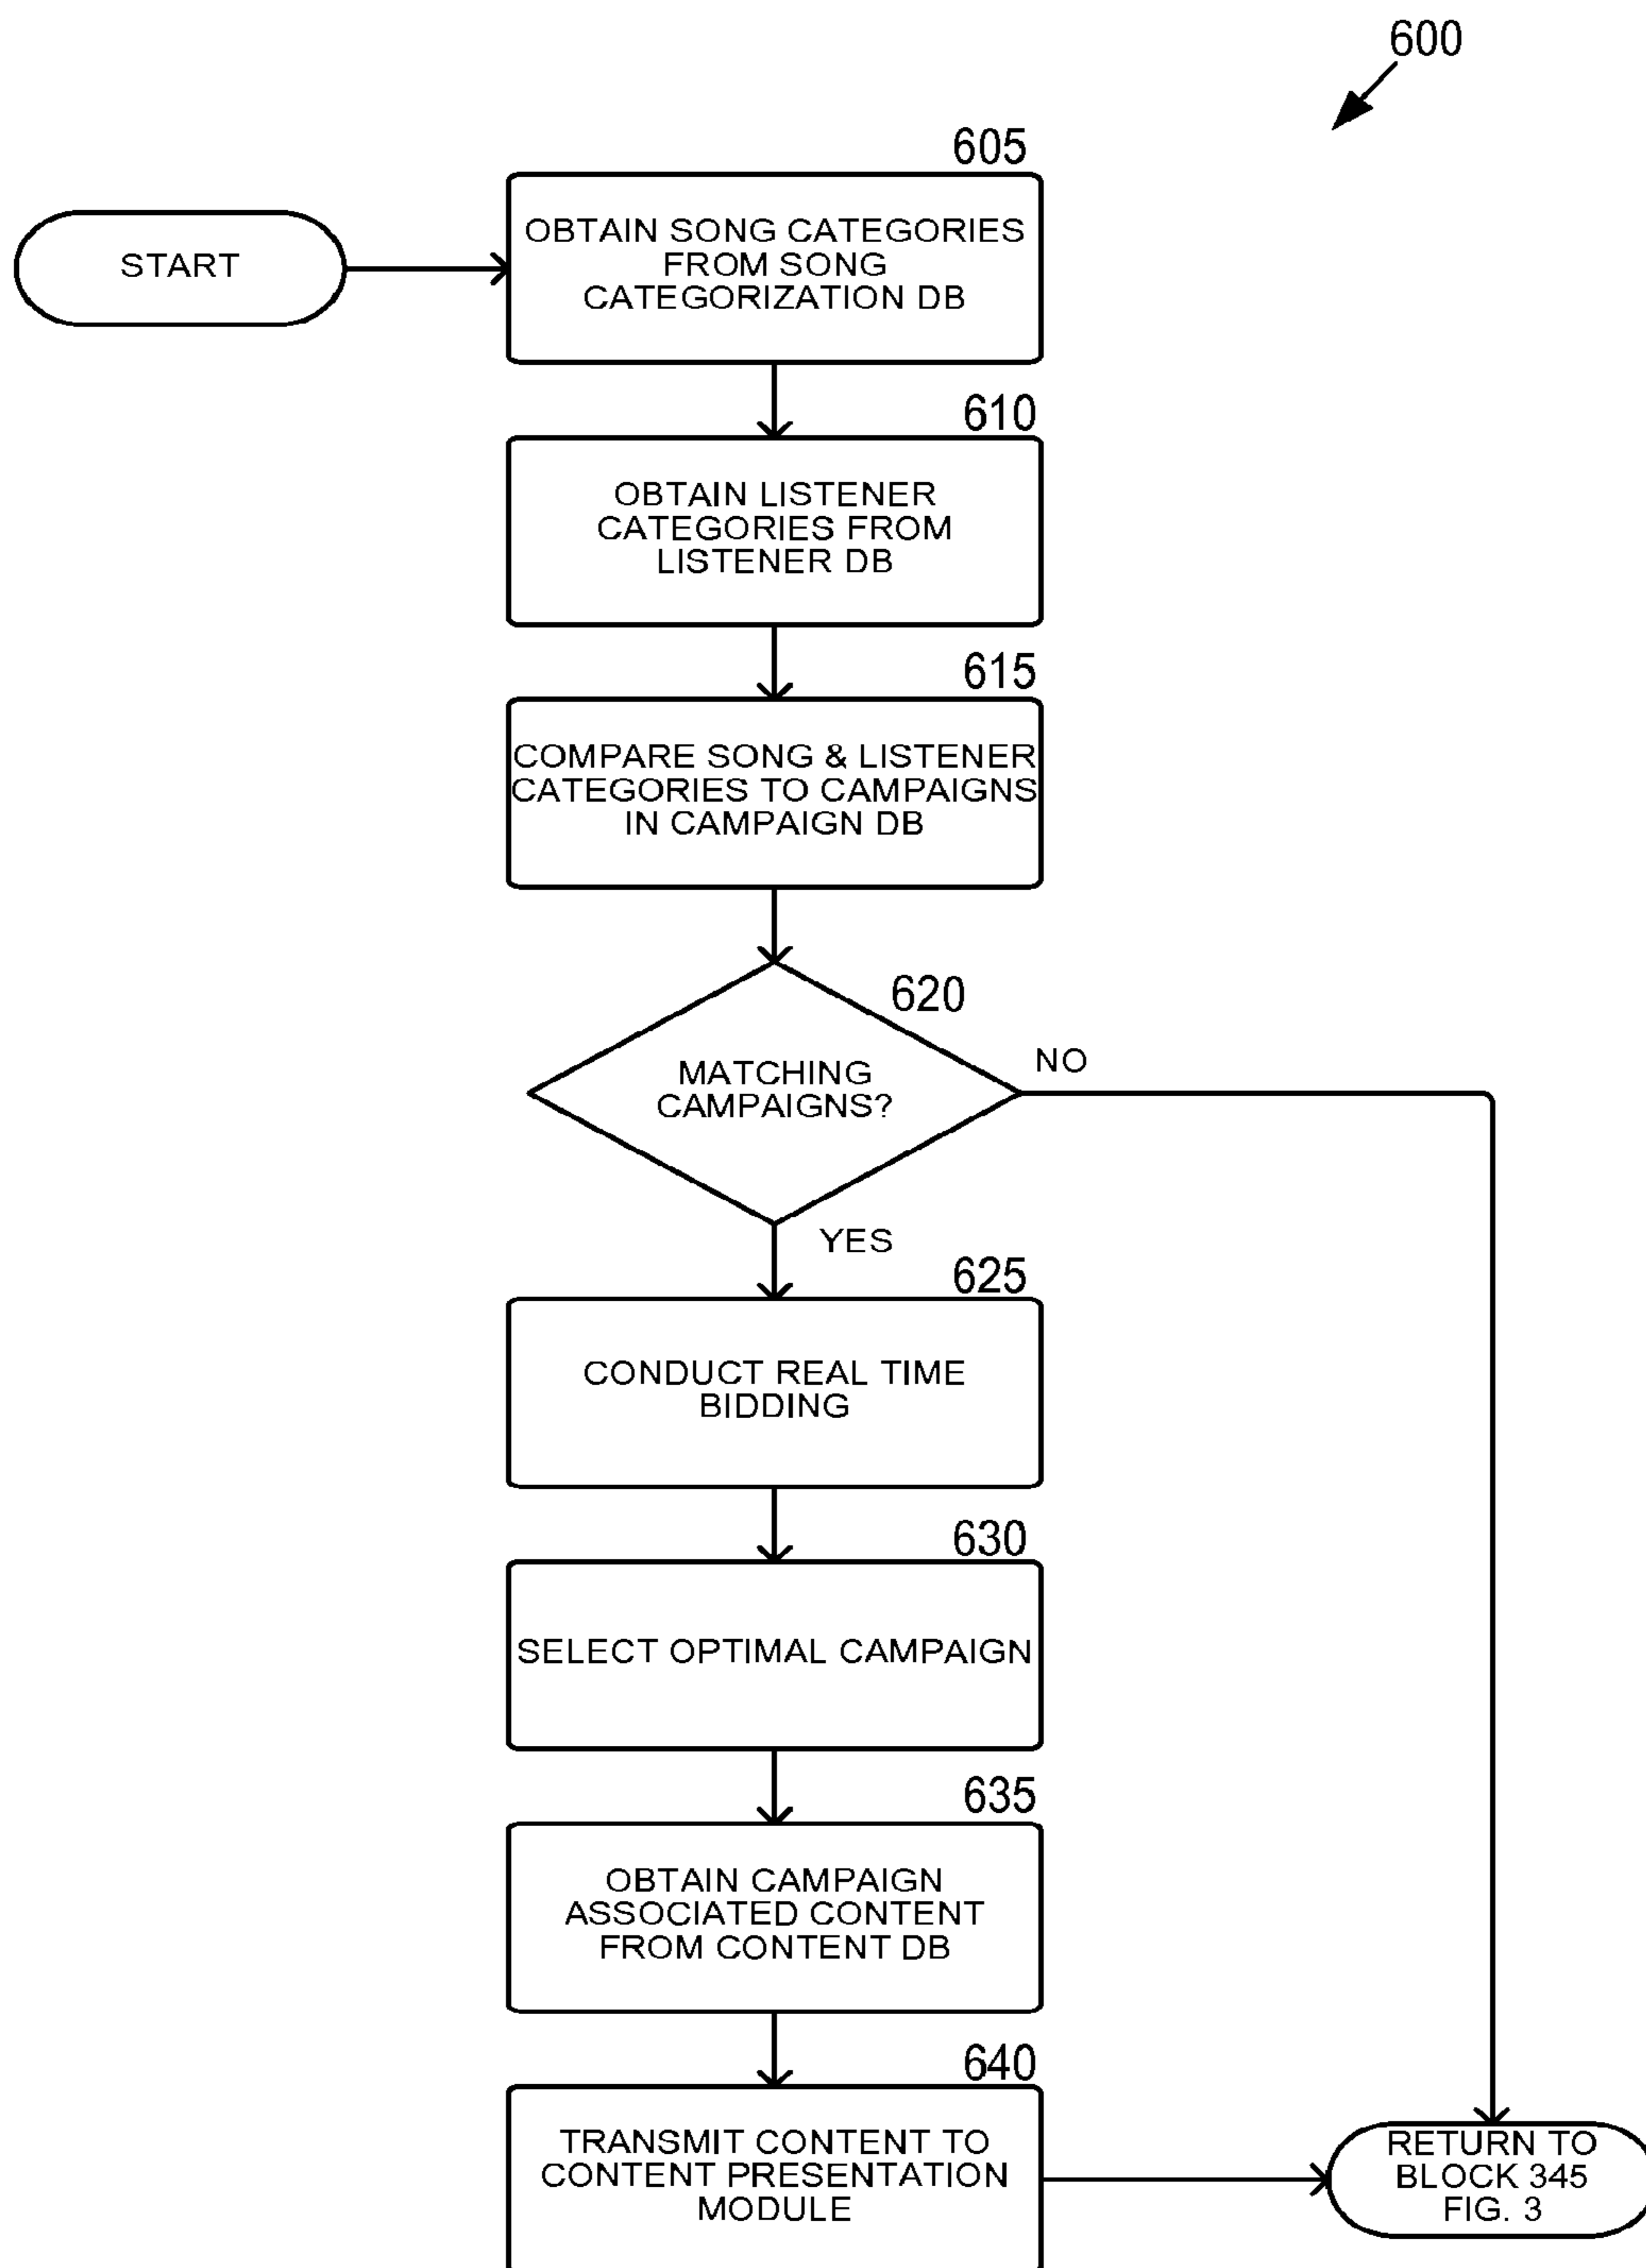 600
605
START
OBTAIN SONG CATEGORIES
FROM SONG
CATEGORIZATION DB
610
OBTAIN LISTENER
CATEGORIES FROM
LISTENER DB
615
COMPARE SONG & LISTENER
CATEGORIES TO CAMPAIGNS
IN CAMPAIGN DB
620
MATCHING
CAMPAIGNS?
NO
YES
625
CONDUCT REAL TIME
BIDDING
630
SELECT OPTIMAL CAMPAIGN
635
OBTAIN CAMPAIGN
ASSOCIATED CONTENT
FROM CONTENT DB
640
TRANSMIT CONTENT TO
CONTENT PRESENTATION
MODULE
RETURN TO
BLOCK 345
FIG. 3